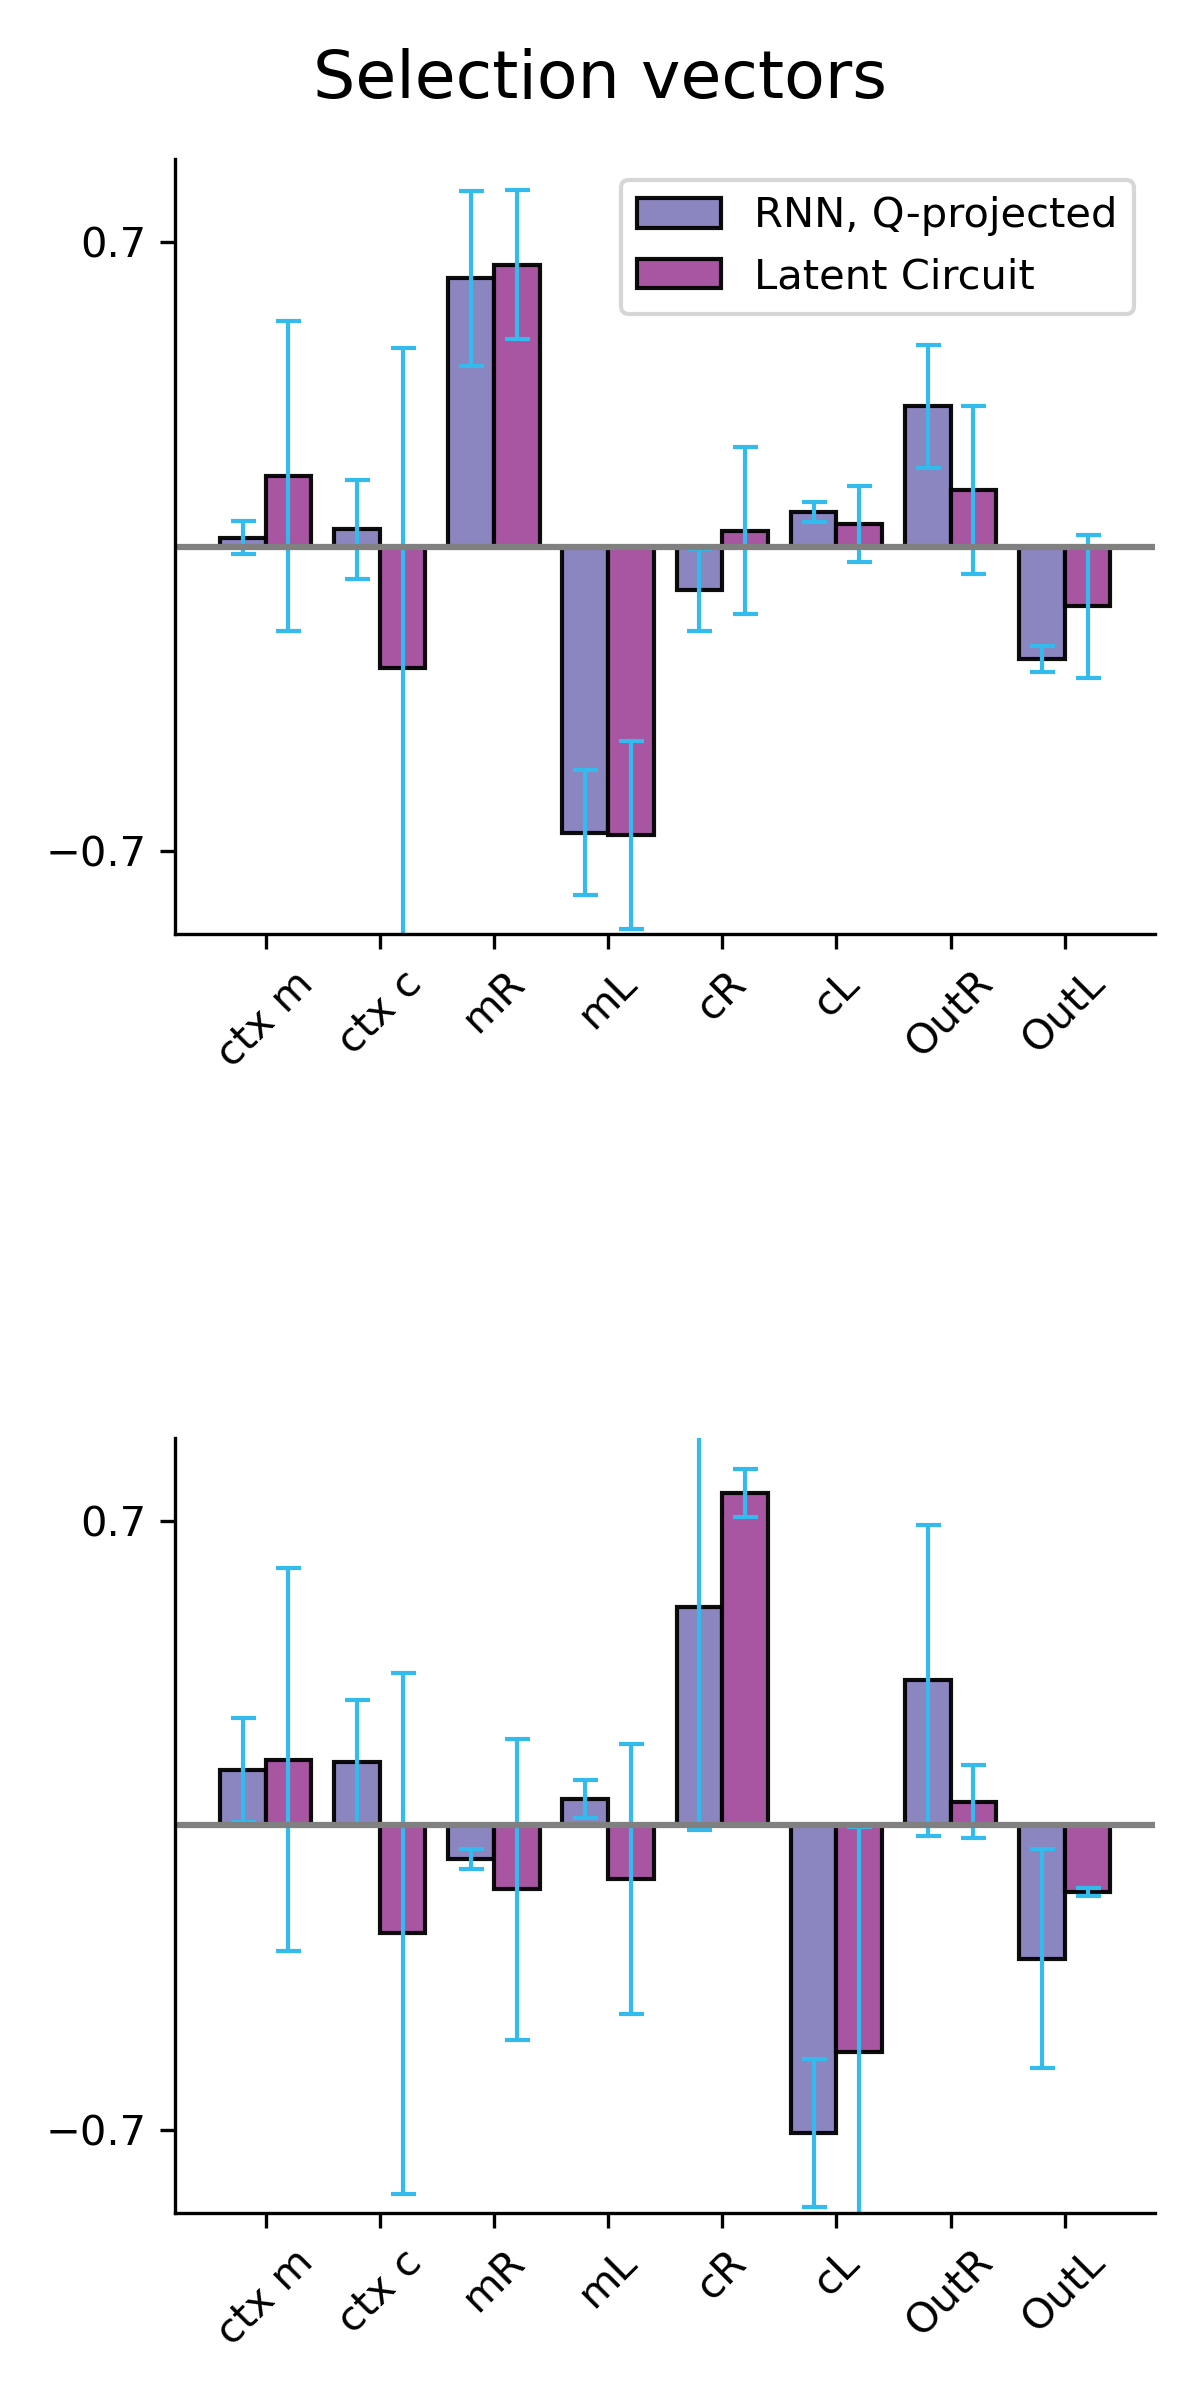 Selection vectors
RNN, Q-projected
Latent Circuit
0.7
−0.7
ctx m
ctx c
mR
mL
cR
cL
OutR
OutL
0.7
−0.7
ctx m
ctx c
mR
mL
cR
cL
OutR
OutL